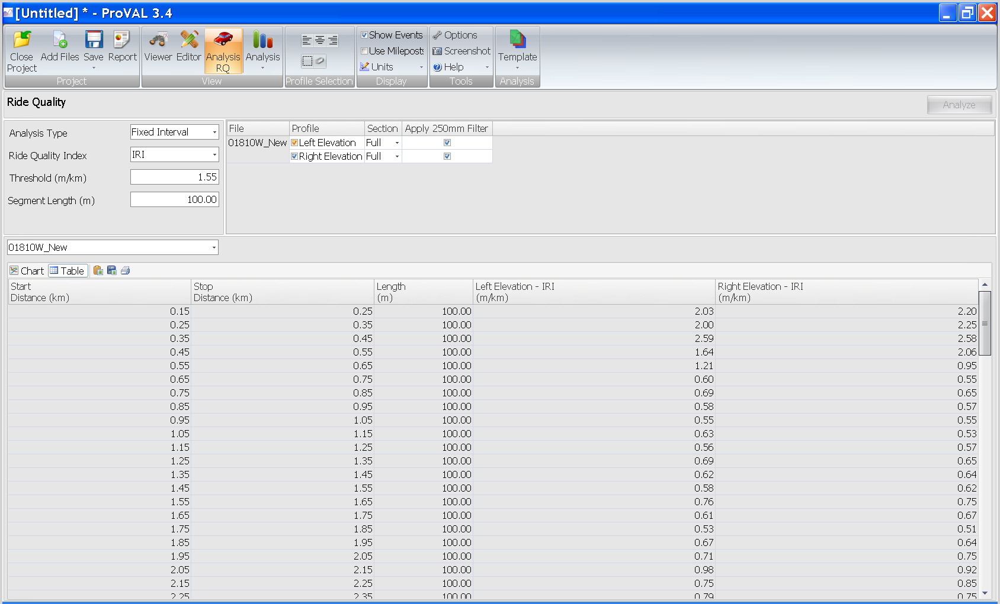 [Untitled] * - ProVAL 3.4
Close Project
Add Files
Save
Report
Viewer
Editor
Analysis RQ
Analysis
Show Events
Use Mileposts
Units
Options
Screenshot
Help
Template
Project
View
Profile Selection
Display
Tools
Analysis
Ride Quality
Analyze
Analysis Type Fixed Interval
Ride Quality Index IRI
Threshold (m/km) 1.55
Segment Length (m) 100.00
File Profile Section Apply 250mm Filter
01810W_New Left Elevation Full
Right Elevation Full
01810W_New
Chart Table
Start Distance (km) Stop Distance (km) Length (m) Left Elevation - IRI (m/km) Right Elevation - IRI (m/km)
0.15 0.25 100.00 2.03 2.20
0.25 0.35 100.00 2.00 2.25
0.35 0.45 100.00 2.59 2.58
0.45 0.55 100.00 1.64 2.06
0.55 0.65 100.00 1.21 0.95
0.65 0.75 100.00 0.60 0.55
0.75 0.85 100.00 0.69 0.65
0.85 0.95 100.00 0.58 0.57
0.95 1.05 100.00 0.55 0.55
1.05 1.15 100.00 0.63 0.53
1.15 1.25 100.00 0.56 0.57
1.25 1.35 100.00 0.69 0.65
1.35 1.45 100.00 0.62 0.64
1.45 1.55 100.00 0.58 0.62
1.55 1.65 100.00 0.76 0.75
1.65 1.75 100.00 0.61 0.67
1.75 1.85 100.00 0.53 0.51
1.85 1.95 100.00 0.67 0.64
1.95 2.05 100.00 0.71 0.75
2.05 2.15 100.00 0.98 0.92
2.15 2.25 100.00 0.75 0.85
2.25 2.35 100.00 0.79 0.75